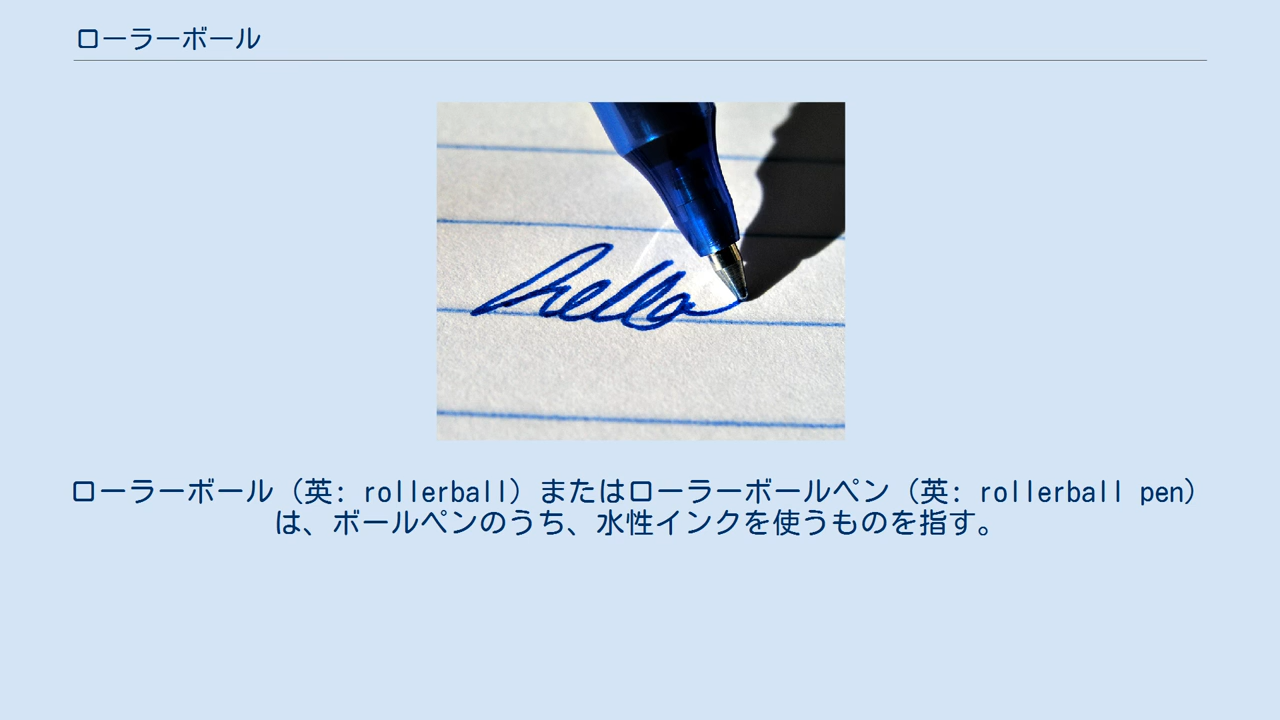 ローラーボール
hello
ローラーボール（英: rollerball）またはローラーボールペン（英: rollerball pen）
は、ボールペンのうち、水性インクを使うものを指す。